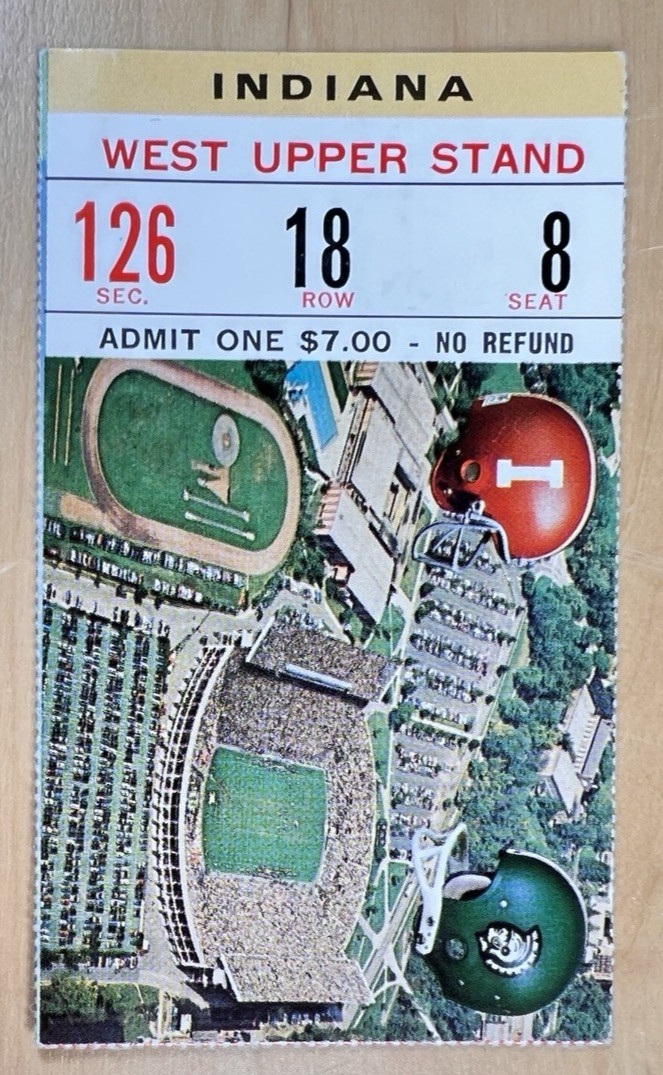 INDIANA
WEST UPPER STAND
126 18 8
SEC. ROW SEAT
ADMIT ONE $7.00 - NO REFUND
I